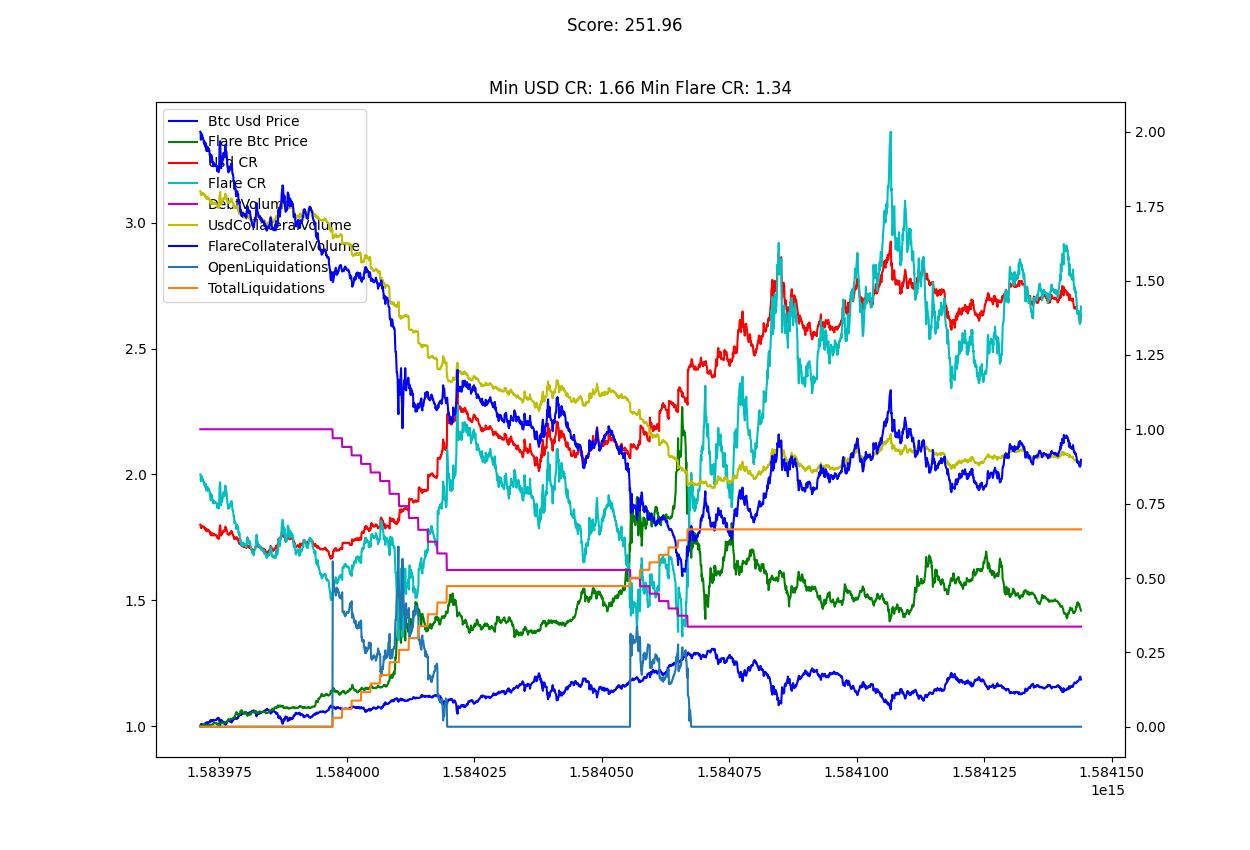 Score: 251.96
Min USD CR: 1.66 Min Flare CR: 1.34
Btc Usd Price
Flare Btc Price
Usd CR
Flare CR
DebtVolume
UsdCollateralVolume
FlareCollateralVolume
OpenLiquidations
TotalLiquidations
3.0
2.5
2.0
1.5
1.0
2.00
1.75
1.50
1.25
1.00
0.75
0.50
0.25
0.00
1.583975 1.584000 1.584025 1.584050 1.584075 1.584100 1.584125 1.584150
1e15